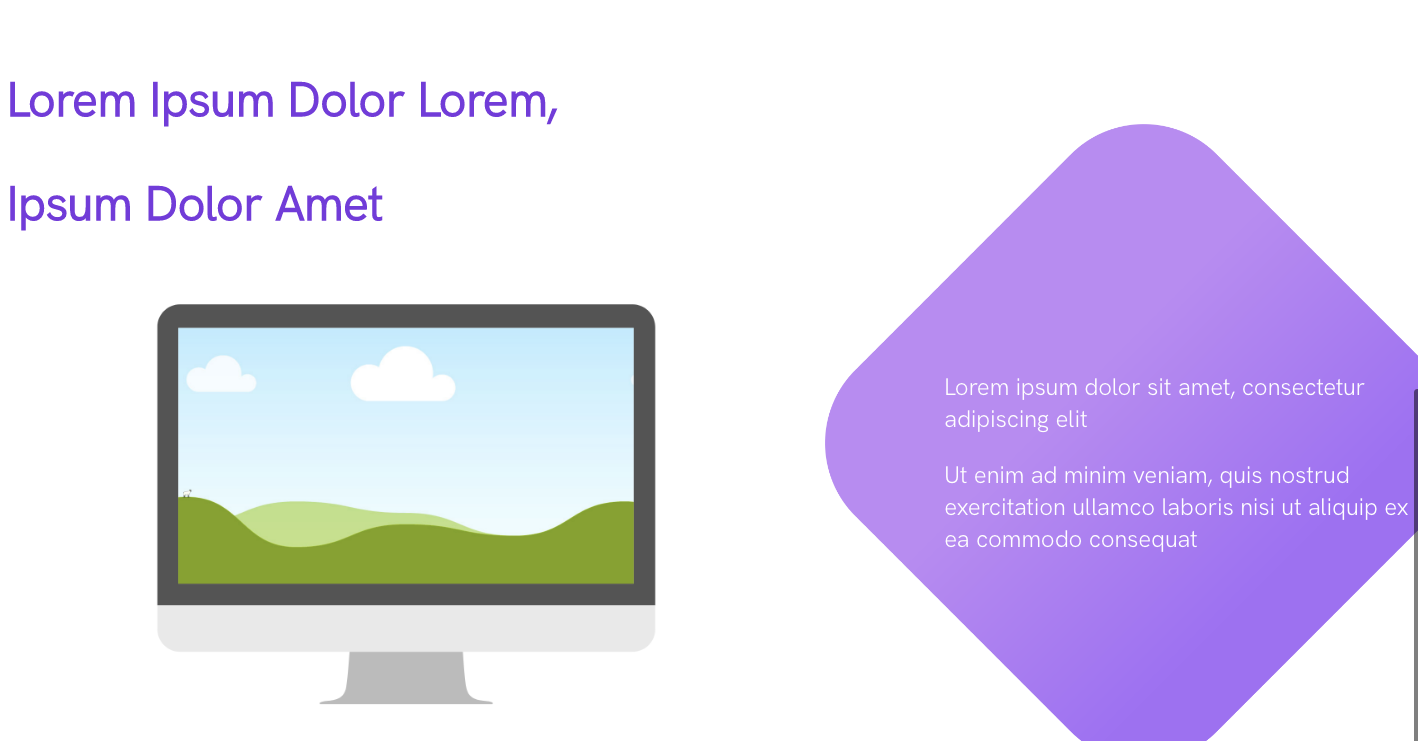 Lorem Ipsum Dolor Lorem,
Ipsum Dolor Amet
Lorem ipsum dolor sit amet, consectetur
adipiscing elit
Ut enim ad minim veniam, quis nostrud
exercitation ullamco laboris nisi ut aliquip ex
ea commodo consequat